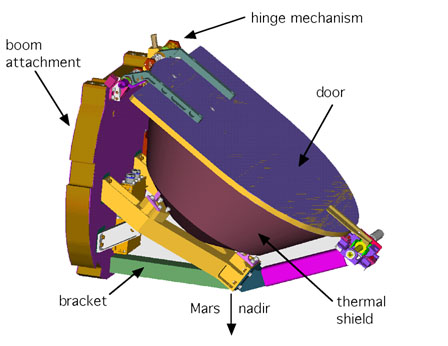 hinge mechanism
boom
attachment
door
bracket
Mars nadir
thermal
shield